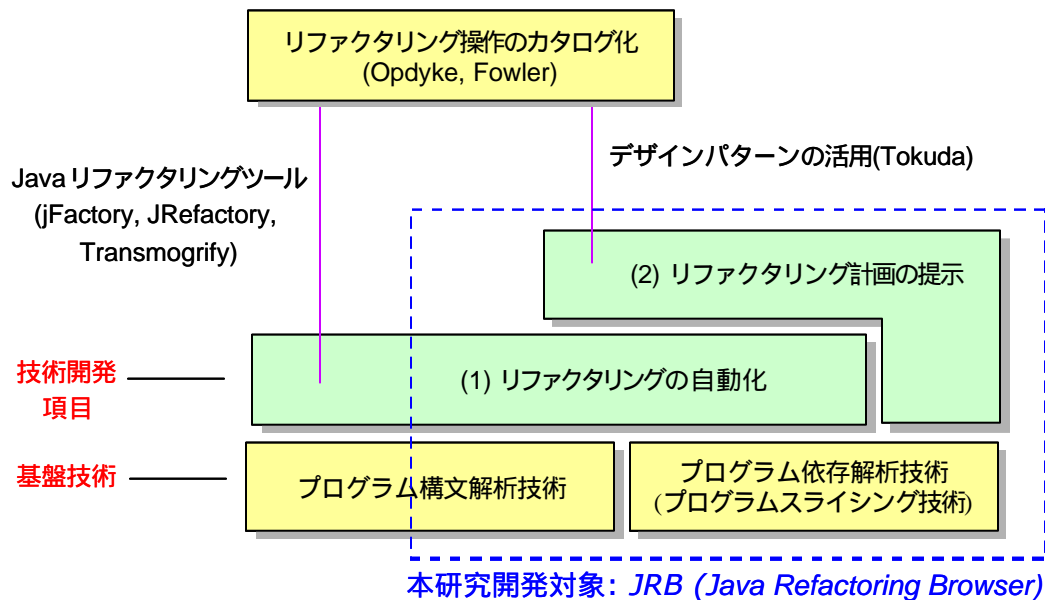 リファクタリング操作のカタログ化
(Opdyke, Fowler)
デザインパターンの活用(Tokuda)
Javaリファクタリングツール
(jFactory, JRefactory,
Transmogrify)
(2) リファクタリング計画の提示
技術開発
項目
(1) リファクタリングの自動化
基盤技術
プログラム構文解析技術
プログラム依存解析技術
(プログラムスライシング技術)
本研究開発対象: JRB (Java Refactoring Browser)